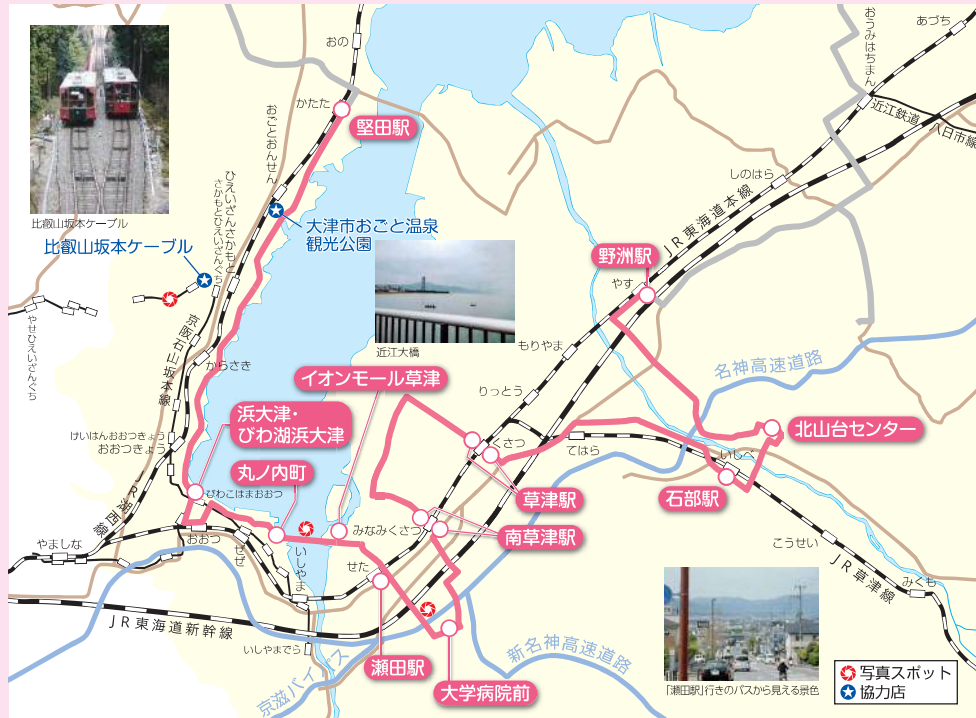 比叡山坂本ケーブル
比叡山坂本ケーブル
やせひえいざんぐち
おの
かたた
堅田駅
おごとおんせん
ひえいざんさかもと
さかもとひえいざんぐち
大津市おごと温泉
観光公園
京阪石山坂本線
からさき
近江大橋
おうみはちまん
あづち
近江鉄道
八日市線
しのはら
JR東海道本線
野洲駅
やす
もりやま
りっとう
名神高速道路
イオンモール草津
浜大津・
びわ湖浜大津
丸ノ内町
けいはんおおつきょう
おおつきょう
JR湖西線
びわこはまおおつ
やましな
おおつ
ぜぜ
いしやま
みなみくさつ
くさつ
草津駅
南草津駅
てはら
いしべ
石部駅
北山台センター
こうせい
JR草津線
みくも
せた
瀬田駅
大学病院前
JR東海道新幹線
いしやまでら
京滋バイパス
新名神高速道路
「瀬田駅」行きのバスから見える景色
写真スポット
協力店